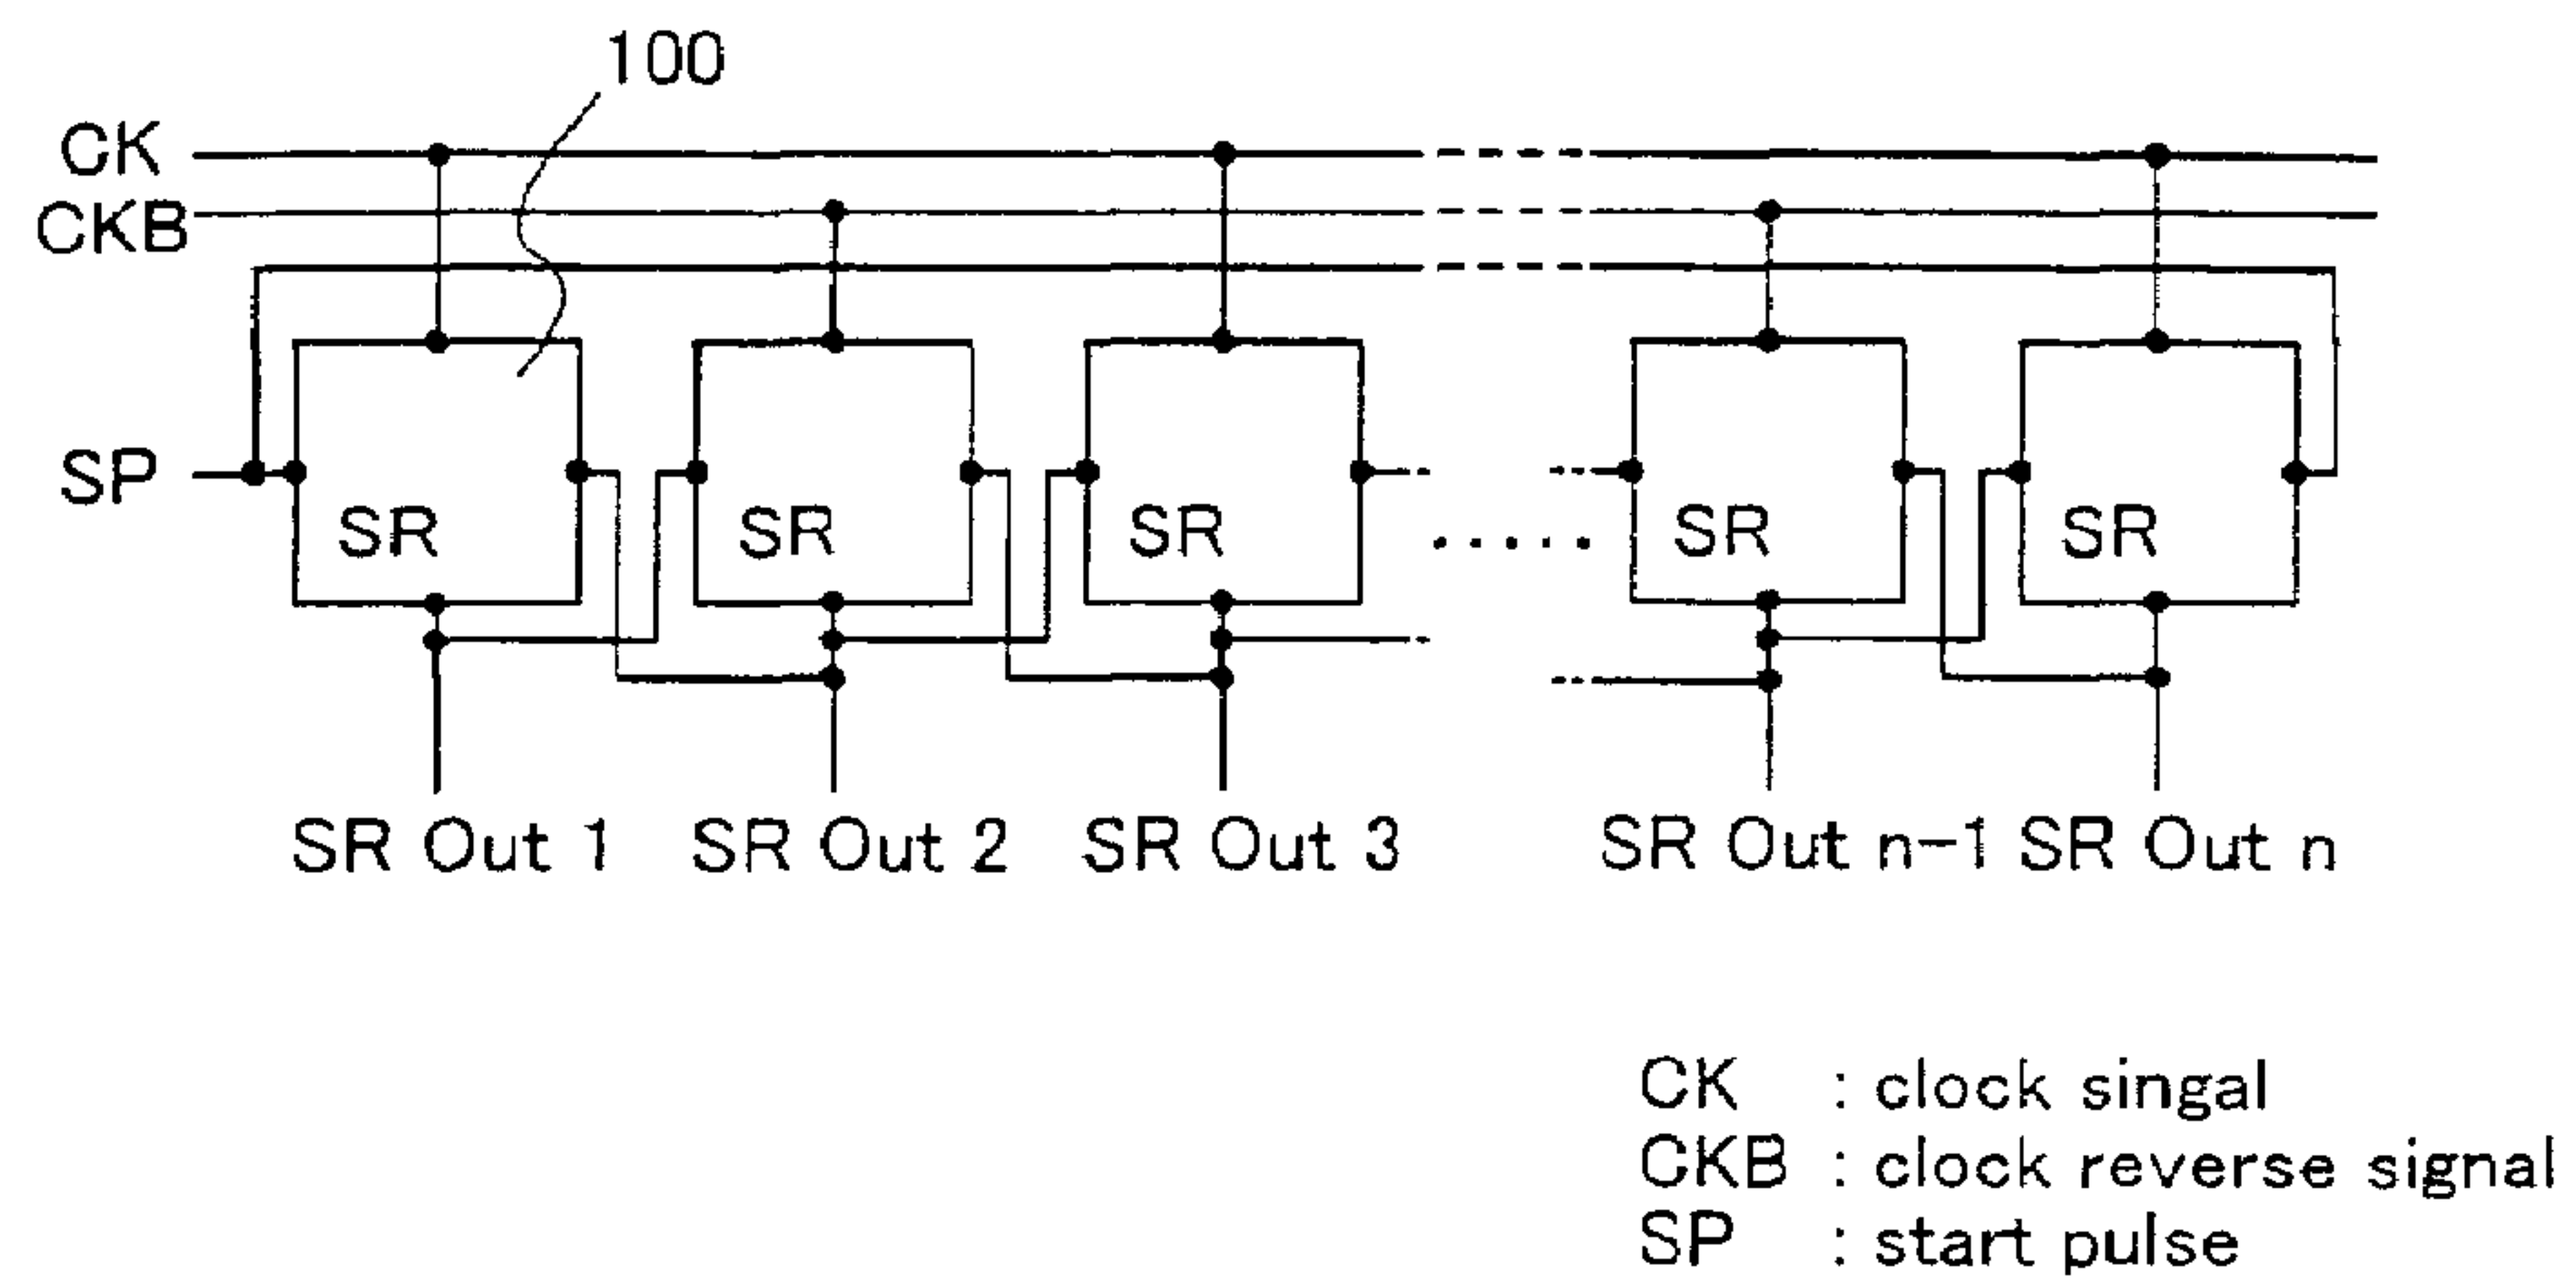 100
CK
CKB
SP
SR SR SR ..... SR SR
SR Out 1 SR Out 2 SR Out 3 SR Out n-1 SR Out n
CK : clock singal
CKB : clock reverse signal
SP : start pulse